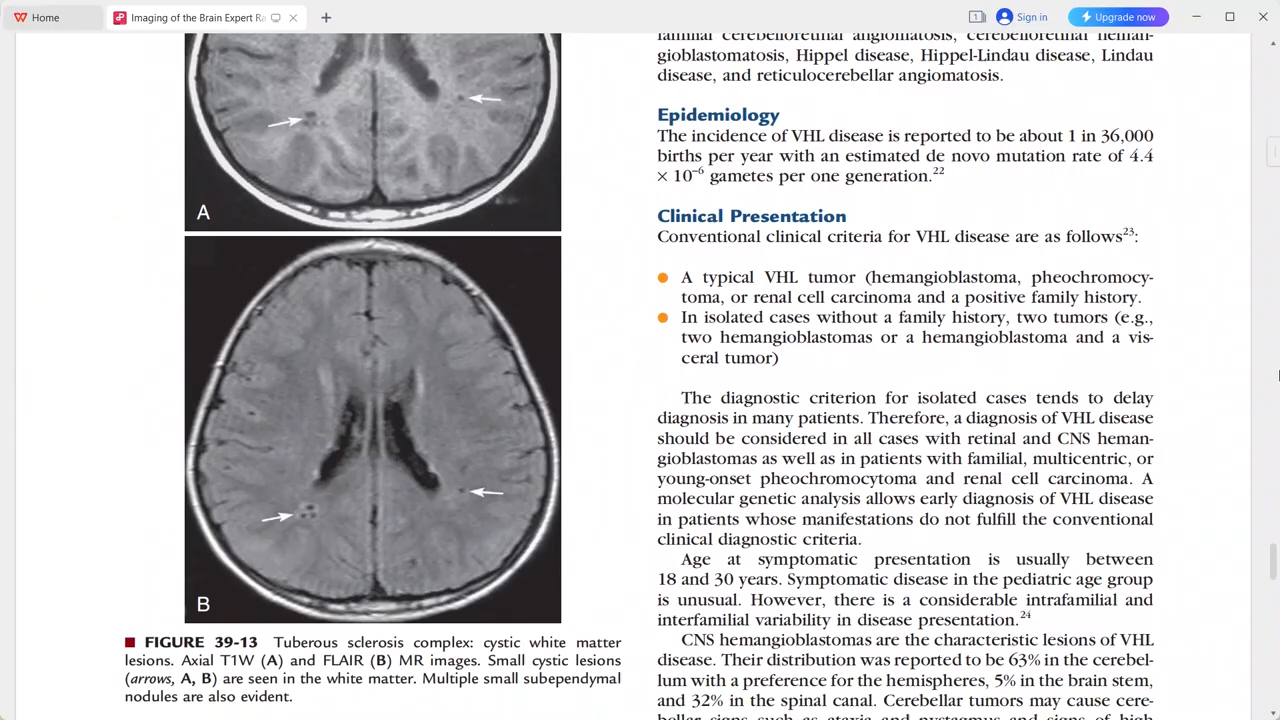 Home
Imaging of the Brain Expert Ra
1
Sign in
Upgrade now
A
B
FIGURE 39-13 Tuberous sclerosis complex: cystic white matter
lesions. Axial T1W (A) and FLAIR (B) MR images. Small cystic lesions
(arrows, A, B) are seen in the white matter. Multiple small subependymal
nodules are also evident.
familial cerebelloretinal angiomatosis, cerebelloretinal heman-
gioblastomatosis, Hippel disease, Hippel-Lindau disease, Lindau
disease, and reticulocerebellar angiomatosis.
Epidemiology
The incidence of VHL disease is reported to be about 1 in 36,000
births per year with an estimated de novo mutation rate of 4.4
× 10⁻⁶ gametes per one generation.²²
Clinical Presentation
Conventional clinical criteria for VHL disease are as follows²³:
A typical VHL tumor (hemangioblastoma, pheochromocy-
toma, or renal cell carcinoma and a positive family history.
In isolated cases without a family history, two tumors (e.g.,
two hemangioblastomas or a hemangioblastoma and a vis-
ceral tumor)
The diagnostic criterion for isolated cases tends to delay
diagnosis in many patients. Therefore, a diagnosis of VHL disease
should be considered in all cases with retinal and CNS heman-
gioblastomas as well as in patients with familial, multicentric, or
young-onset pheochromocytoma and renal cell carcinoma. A
molecular genetic analysis allows early diagnosis of VHL disease
in patients whose manifestations do not fulfill the conventional
clinical diagnostic criteria.
Age at symptomatic presentation is usually between
18 and 30 years. Symptomatic disease in the pediatric age group
is unusual. However, there is a considerable intrafamilial and
interfamilial variability in disease presentation.²⁴
CNS hemangioblastomas are the characteristic lesions of VHL
disease. Their distribution was reported to be 63% in the cerebel-
lum with a preference for the hemispheres, 5% in the brain stem,
and 32% in the spinal canal. Cerebellar tumors may cause cere-
bellar signs such as ataxia and nystagmus and signs of high